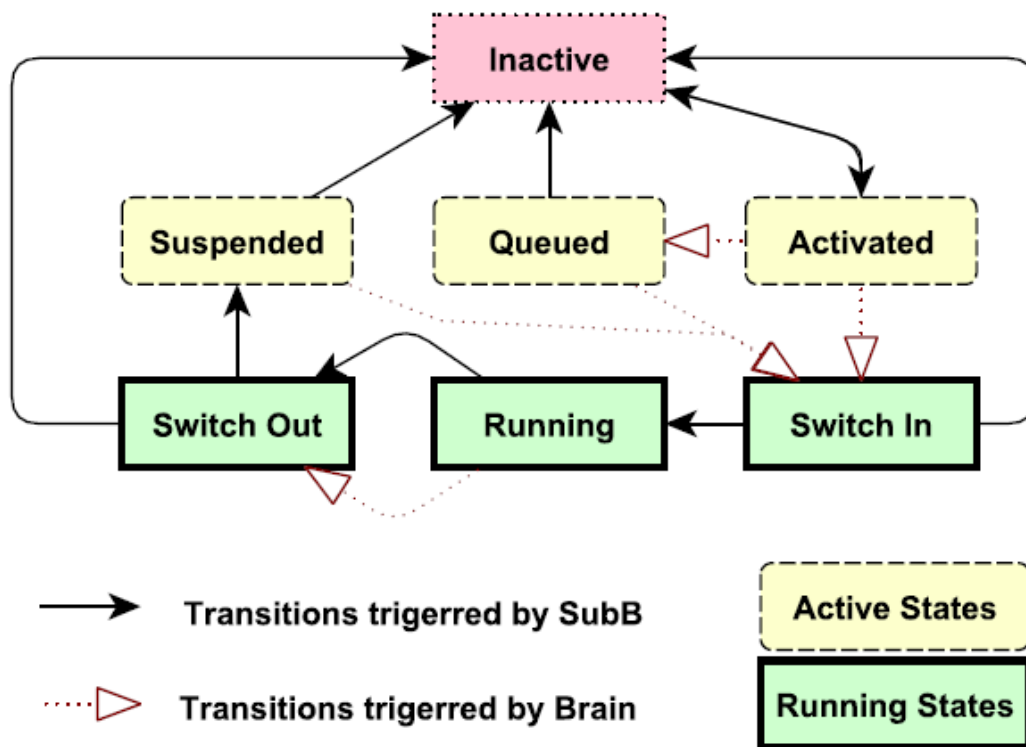 Inactive
Suspended
Queued
Activated
Switch Out
Running
Switch In
Transitions trigerred by SubB
Active States
Transitions trigerred by Brain
Running States